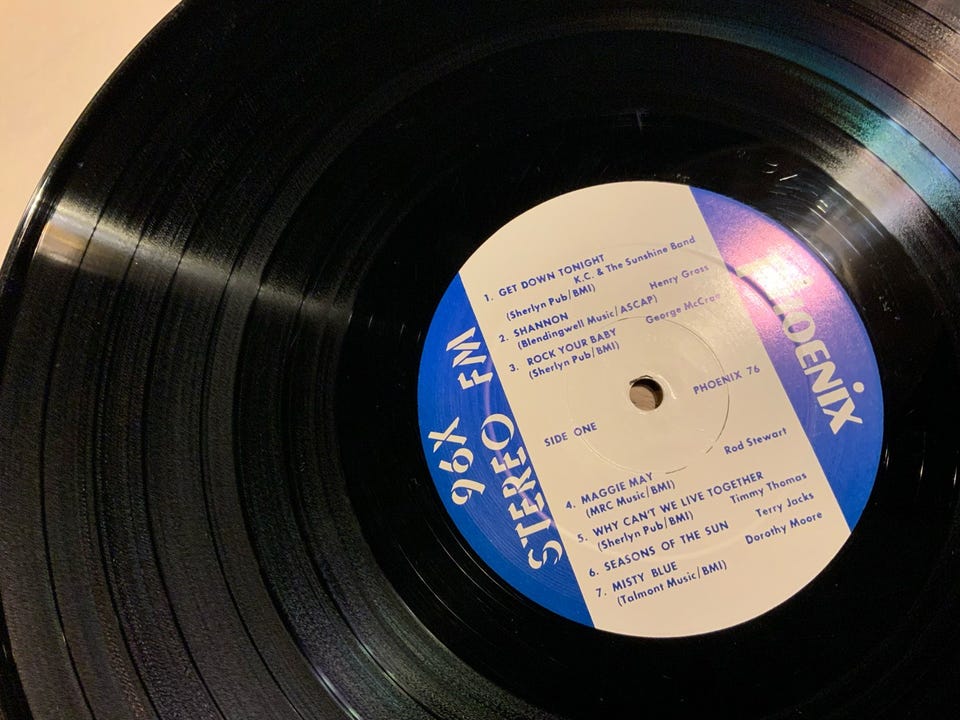 96X
STEREO FM
1. GET DOWN TONIGHT
K.C. & The Sunshine Band
(Sherlyn Pub/BMI)
2. SHANNON Henry Gross
(Blendingwell Music/ASCAP)
3. ROCK YOUR BABY George McCrae
(Sherlyn Pub/BMI)
SIDE ONE PHOENIX 76
4. MAGGIE MAY Rod Stewart
(MRC Music/BMI)
5. WHY CAN'T WE LIVE TOGETHER
(Sherlyn Pub/BMI) Timmy Thomas
6. SEASONS OF THE SUN Terry Jacks
7. MISTY BLUE Dorothy Moore
(Talmont Music/BMI)
PHOENIX